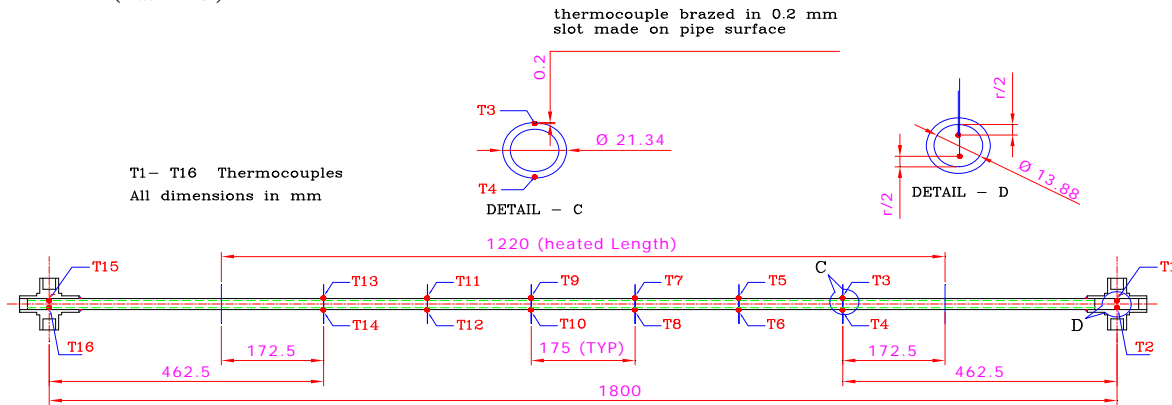 thermocouple brazed in 0.2 mm
slot made on pipe surface
0.2
r/2
T3
Ø 21.34
T1- T16 Thermocouples
All dimensions in mm
T4
DETAIL - C
Ø 13.88
r/2
DETAIL - D
1220 (heated Length)
T15
T13
T11
T9
T7
T5
C
T3
T1
T16
T14
T12
T10
T8
T6
T4
D
T2
172.5
175 (TYP)
172.5
462.5
462.5
1800